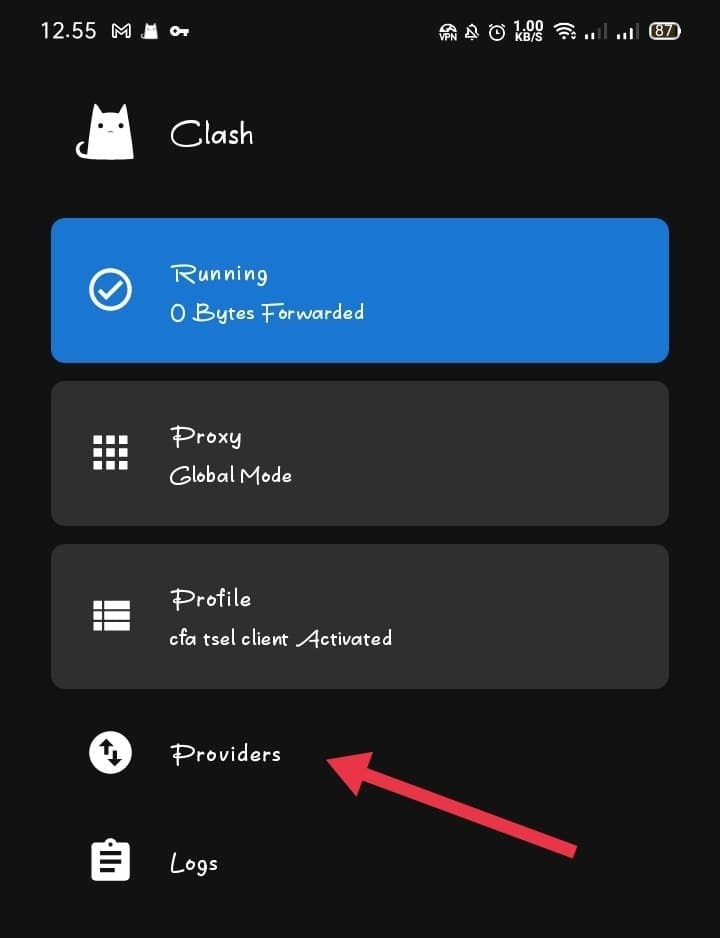 12.55 VPN 1.00 KB/S 87
Clash
Running
0 Bytes Forwarded
Proxy
Global Mode
Profile
cfa tsel client Activated
Providers
Logs